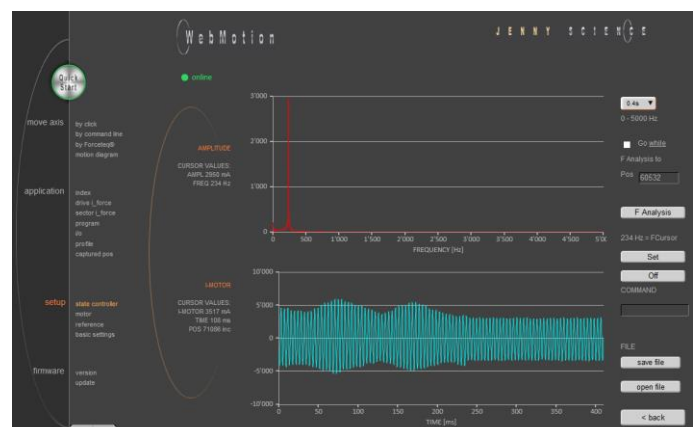 WebMotion
JENNY SCIENCE
Quick
Start
online
move axis
by click
by command line
by Forceteq®
motion diagram
application
index
drive i_force
sector i_force
program
i/o
profile
captured pos
setup
state controller
motor
reference
basic settings
firmware
version
update
AMPLITUDE
CURSOR VALUES:
AMPL 2950 mA
FREQ 234 Hz
3'000
2'000
1'000
0
0 500 1'000 1'500 2'000 2'500 3'000 3'500 4'000 4'500
FREQUENCY [Hz]
I-MOTOR
CURSOR VALUES:
I-MOTOR 3517 mA
TIME 108 ms
POS 71086 inc
10'000
5'000
0
-5'000
-10'000
0 50 100 150 200 250 300 350 400
TIME [ms]
0.4s
0 - 5000 Hz
Go while
F Analysis to
Pos 60532
F Analysis
234 Hz = FCursor
Set
Off
COMMAND
FILE
save file
open file
< back